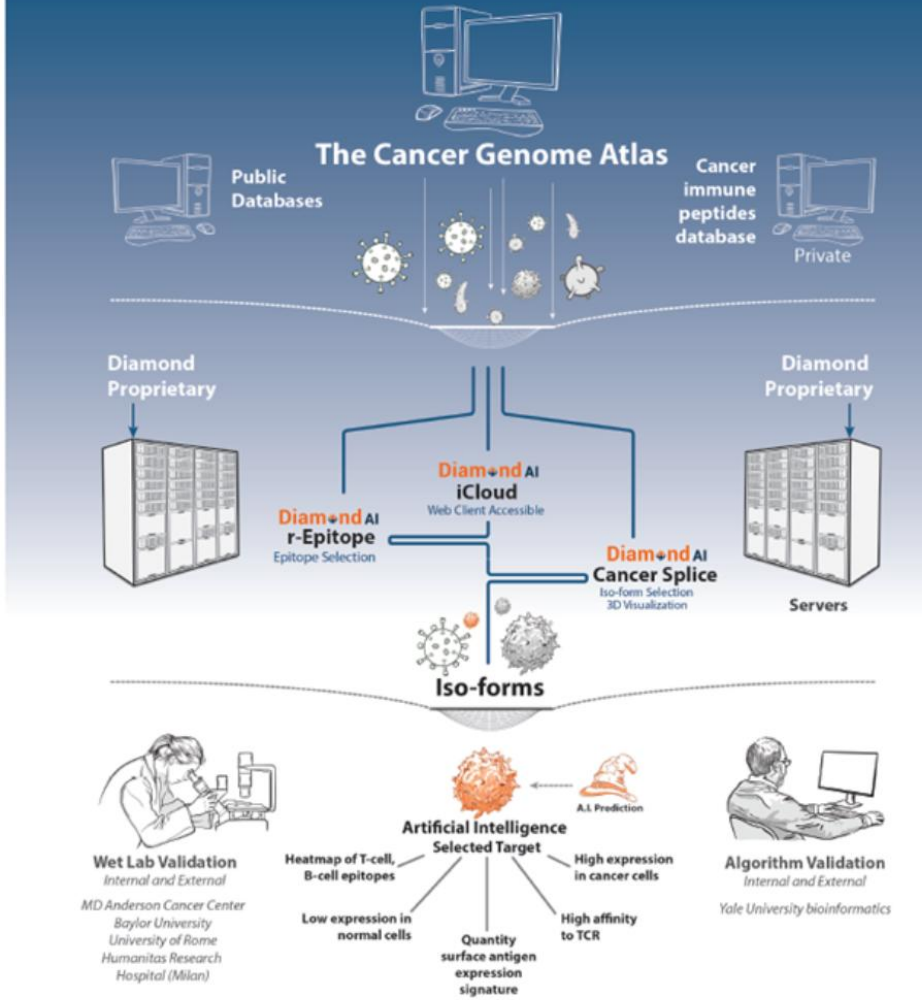 The Cancer Genome Atlas
Public
Databases
Cancer
immune
peptides
database
Private
Diamond
Proprietary
Diamond
Proprietary
Diamond AI
iCloud
Web Client Accessible
Diamond AI
r-Epitope
Epitope Selection
Diamond AI
Cancer Splice
Iso-form Selection
3D Visualization
Servers
Iso-forms
A.I. Prediction
Artificial Intelligence
Selected Target
Heatmap of T-cell,
B-cell epitopes
High expression
in cancer cells
Low expression in
normal cells
High affinity
to TCR
Quantity
surface antigen
expression
signature
Wet Lab Validation
Internal and External
MD Anderson Cancer Center
Baylor University
University of Rome
Humanitas Research
Hospital (Milan)
Algorithm Validation
Internal and External
Yale University bioinformatics